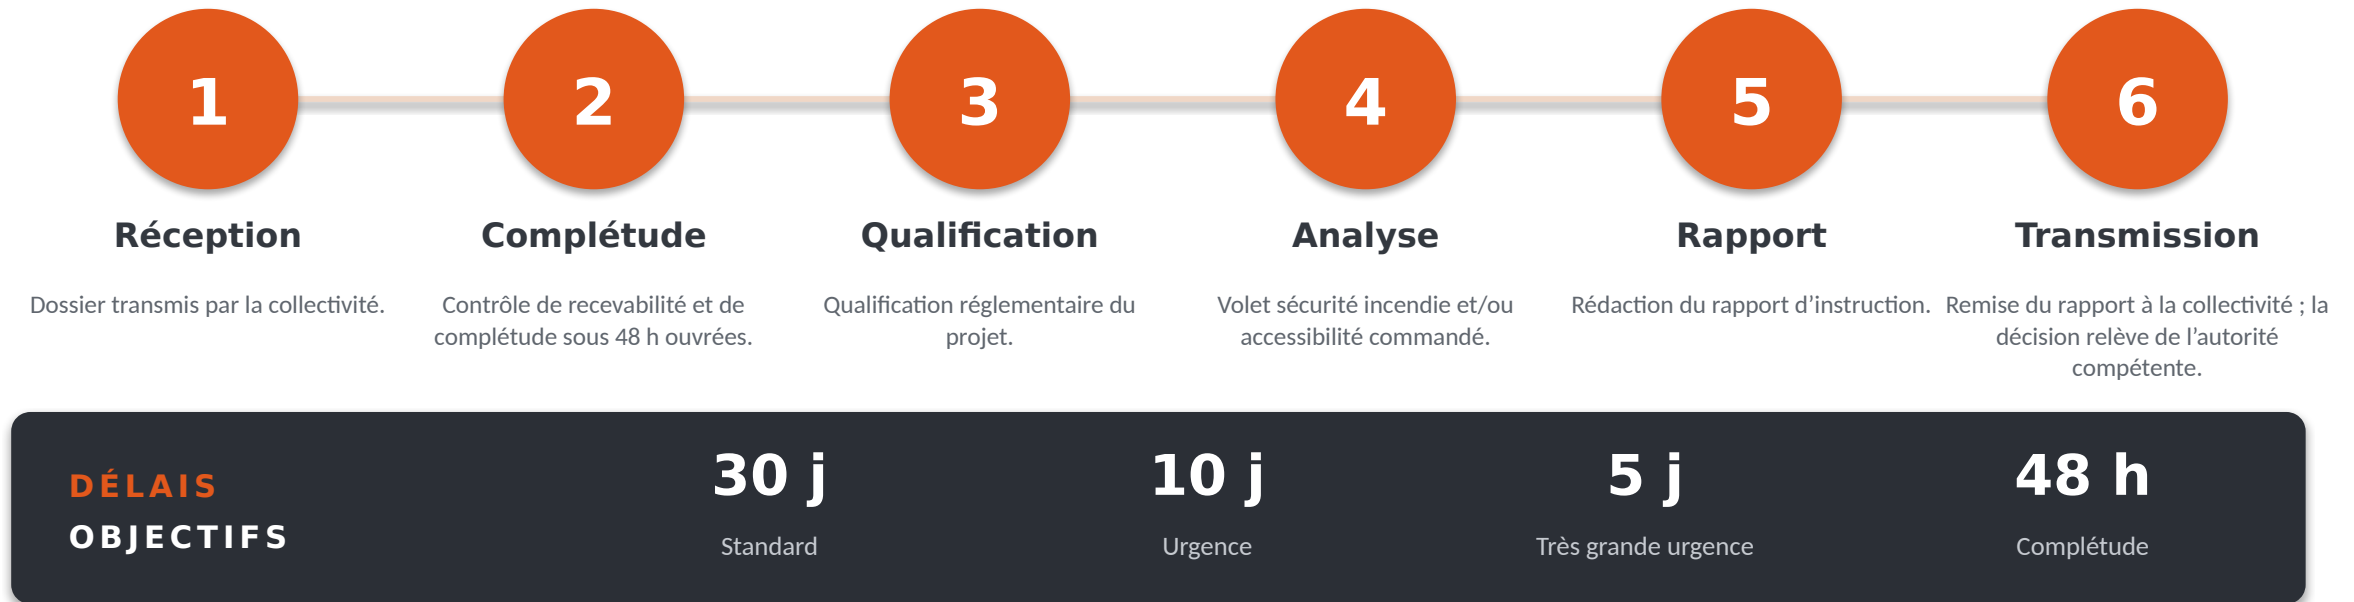 1
2
3
4
5
6
Réception
Complétude
Qualification
Analyse
Rapport
Transmission
Dossier transmis par la collectivité.
Contrôle de recevabilité et de
complétude sous 48 h ouvrées.
Qualification réglementaire du
projet.
Volet sécurité incendie et/ou
accessibilité commandé.
Rédaction du rapport d’instruction.
Remise du rapport à la collectivité ; la
décision relève de l’autorité
compétente.
DÉLAIS
OBJECTIFS
30 j
Standard
10 j
Urgence
5 j
Très grande urgence
48 h
Complétude